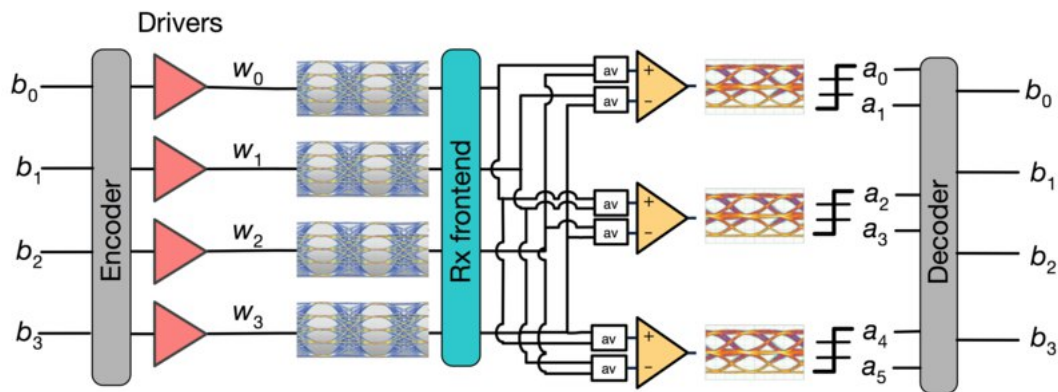 Drivers
Encoder
b0
b1
b2
b3
w0
w1
w2
w3
Rx frontend
av
av
+
−
av
av
+
−
av
av
+
−
a0
a1
a2
a3
a4
a5
Decoder
b0
b1
b2
b3